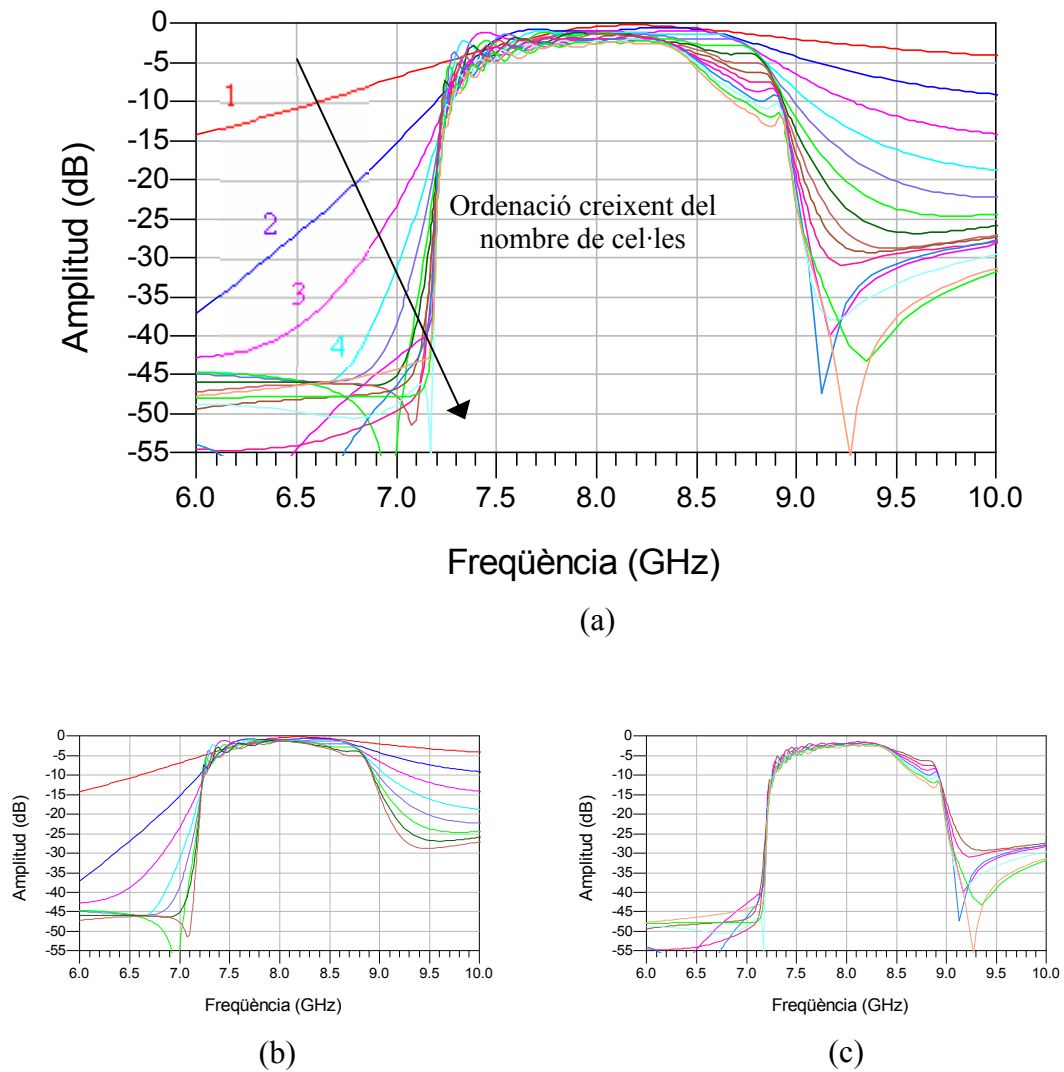 0
-5
-10
-15
-20
-25
-30
-35
-40
-45
-50
-55
Amplitud (dB)
1
2
3
4
Ordenació creixent del
nombre de cel·les
6.0 6.5 7.0 7.5 8.0 8.5 9.0 9.5 10.0
Freqüència (GHz)
(a)
0
-5
-10
-15
-20
-25
-30
-35
-40
-45
-50
-55
Amplitud (dB)
6.0 6.5 7.0 7.5 8.0 8.5 9.0 9.5 10.0
Freqüència (GHz)
(b)
0
-5
-10
-15
-20
-25
-30
-35
-40
-45
-50
-55
Amplitud (dB)
6.0 6.5 7.0 7.5 8.0 8.5 9.0 9.5 10.0
Freqüència (GHz)
(c)